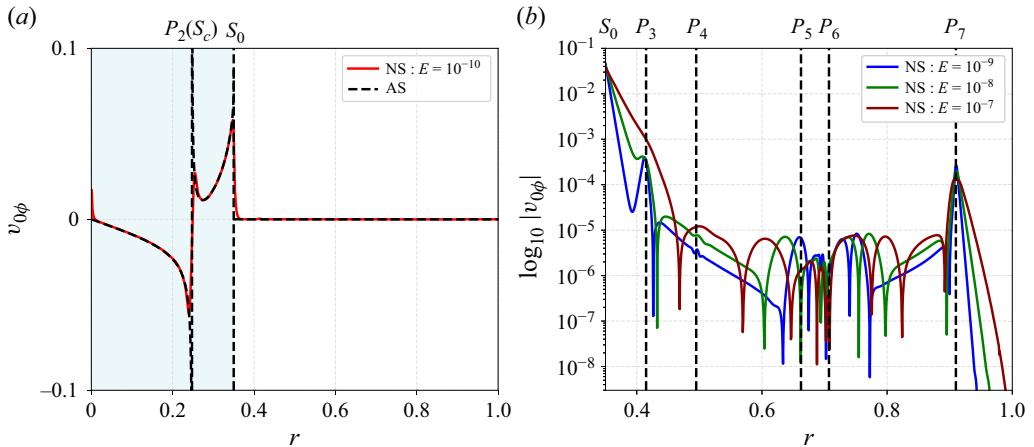 (a)
P₂(S_c) S₀
0.1
0
−0.1
v₀ϕ
NS : E = 10⁻¹⁰
AS
0 0.2 0.4 0.6 0.8 1.0
r
(b)
S₀ P₃ P₄ P₅ P₆ P₇
10⁻¹
10⁻²
10⁻³
10⁻⁴
10⁻⁵
10⁻⁶
10⁻⁷
10⁻⁸
log₁₀ |v₀ϕ|
NS : E = 10⁻⁹
NS : E = 10⁻⁸
NS : E = 10⁻⁷
0.4 0.6 0.8 1.0
r